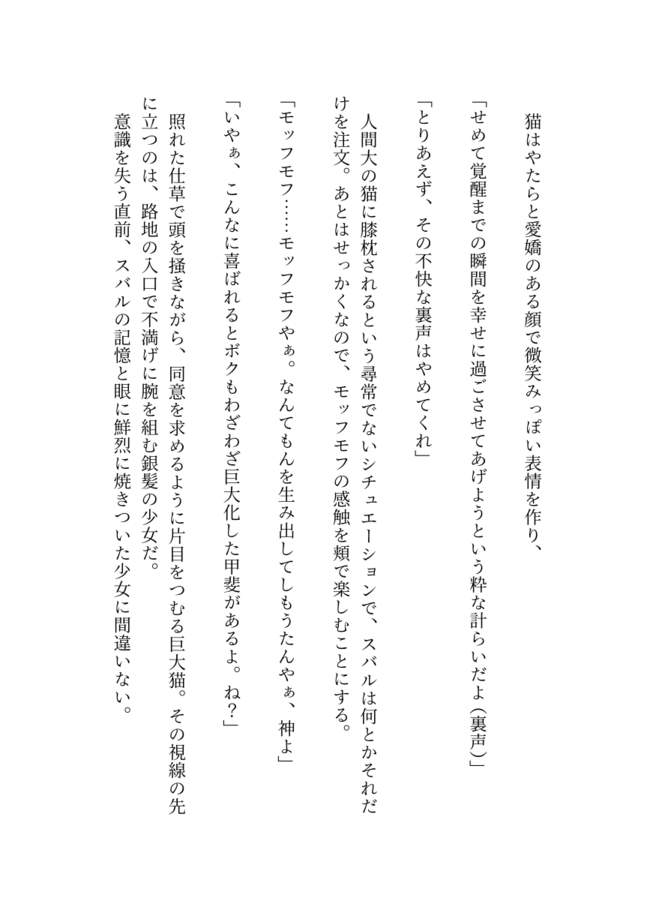 猫はやたらと愛嬌のある顔で微笑みっぽい表情を作り、
「せめて覚醒までの瞬間を幸せに過ごさせてあげようという粋な計らいだよ(裏声)」
「とりあえず、その不快な裏声はやめてくれ」
人間大の猫に膝枕されるという尋常でないシチュエーションで、スバルは何とかそれだ
けを注文。あとはせっかくなので、モッフモフの感触を頬で楽しむことにする。
「モッフモフ……モッフモフやぁ。なんてもんを生み出してしもうたんやぁ、神よ」
「いやぁ、こんなに喜ばれるとボクもわざわざ巨大化した甲斐があるよ。ね?」
照れた仕草で頭を掻きながら、同意を求めるように片目をつむる巨大猫。その視線の先
に立つのは、路地の入口で不満げに腕を組む銀髪の少女だ。
意識を失う直前、スバルの記憶と眼に鮮烈に焼きついた少女に間違いない。